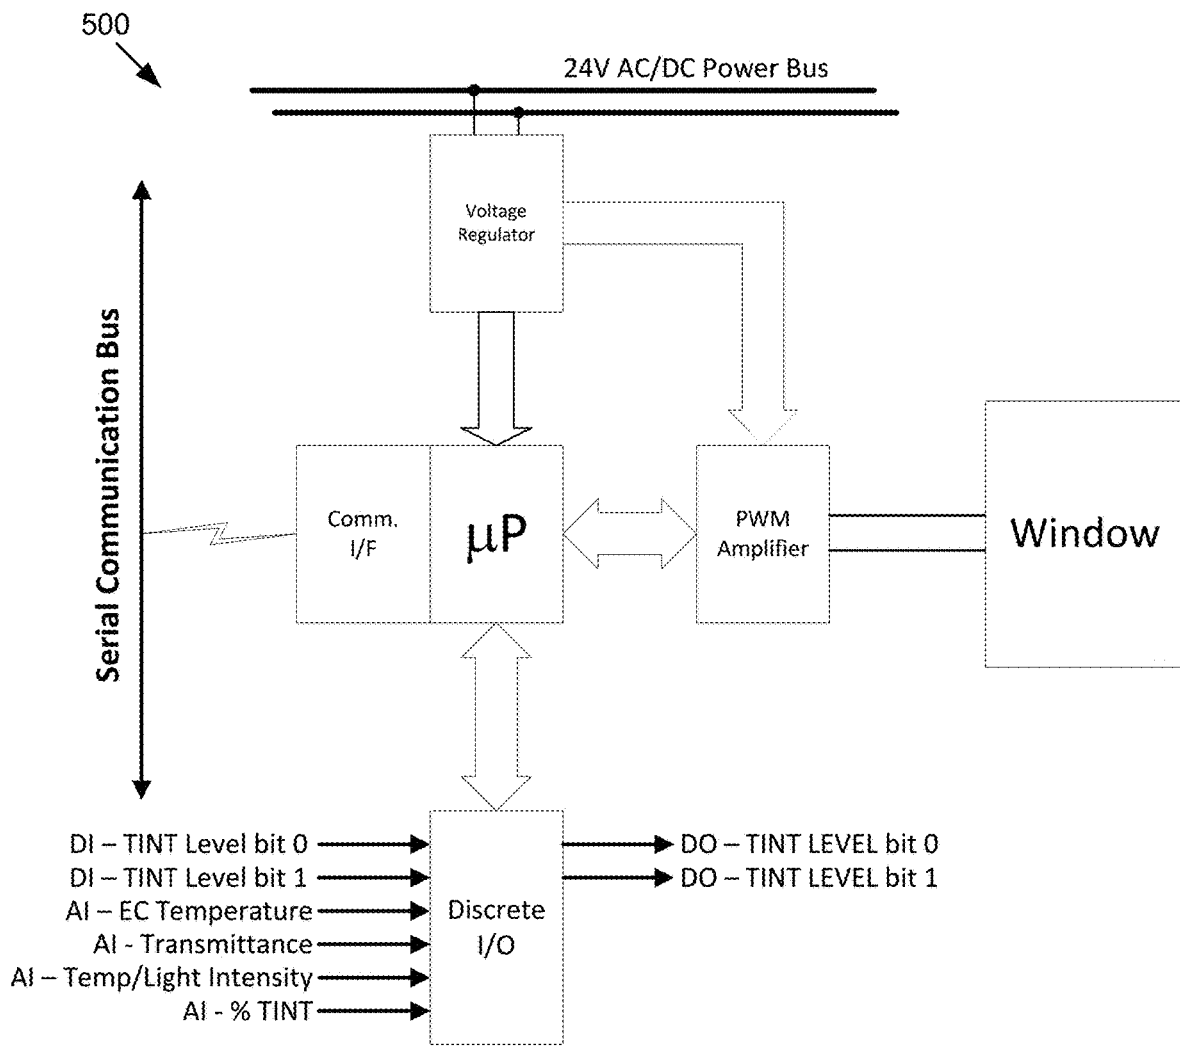 500
24V AC/DC Power Bus
Voltage
Regulator
Serial Communication Bus
Comm.
I/F
µP
PWM
Amplifier
Window
DI – TINT Level bit 0
DI – TINT Level bit 1
AI – EC Temperature
AI - Transmittance
AI – Temp/Light Intensity
AI - % TINT
Discrete
I/O
DO – TINT LEVEL bit 0
DO – TINT LEVEL bit 1